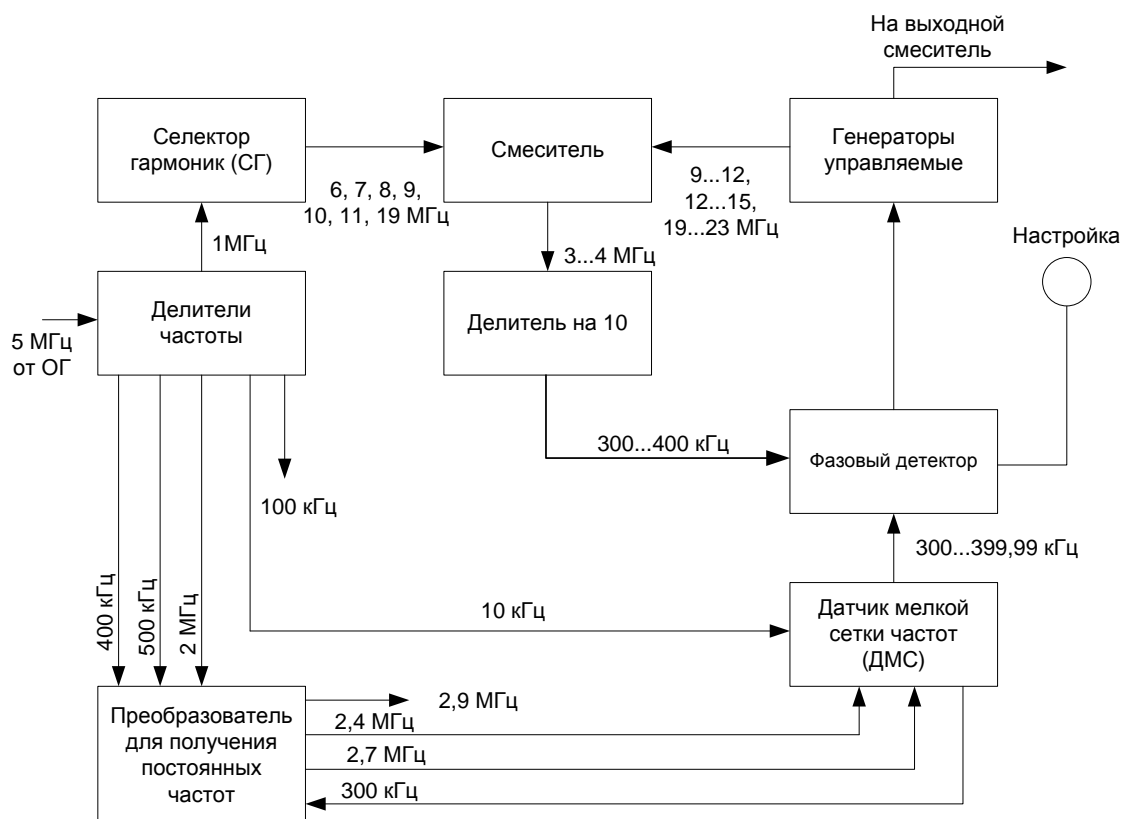 На выходной
смеситель
Селектор
гармоник (СГ)
Смеситель
Генераторы
управляемые
6, 7, 8, 9,
10, 11, 19 МГц
9...12,
12...15,
19...23 МГц
1МГц
3...4 МГц
Настройка
5 МГц
от ОГ
Делители
частоты
Делитель на 10
300...400 кГц
Фазовый детектор
100 кГц
300...399,99 кГц
400 кГц
500 кГц
2 МГц
10 кГц
Датчик мелкой
сетки частот
(ДМС)
Преобразователь
для получения
постоянных
частот
2,9 МГц
2,4 МГц
2,7 МГц
300 кГц